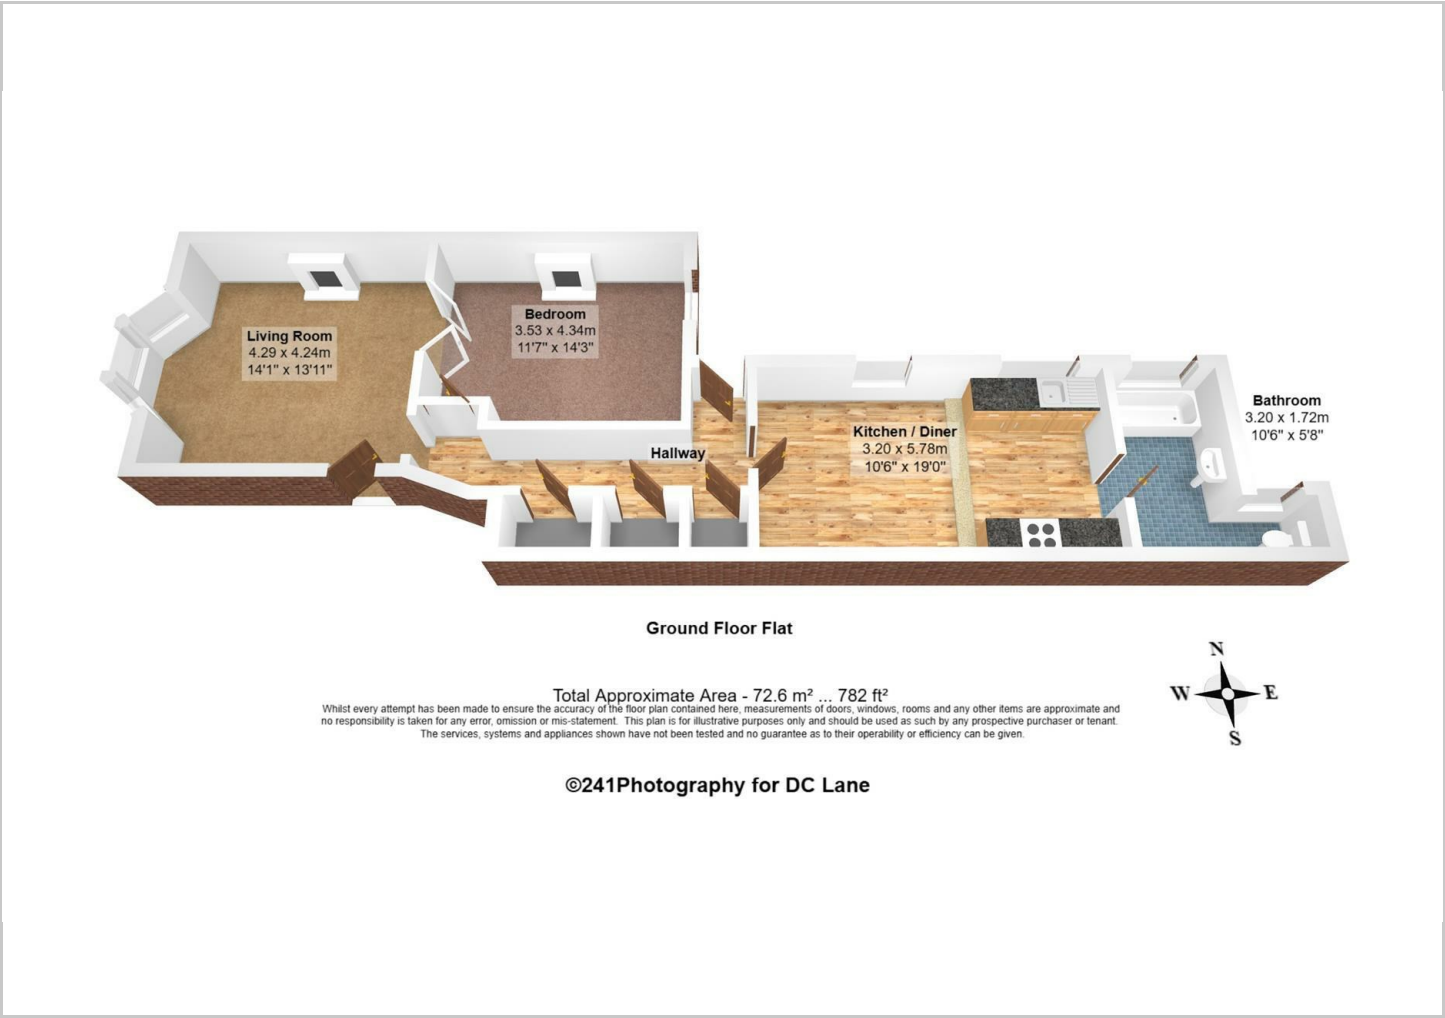 Living Room
4.29 x 4.24m
14'1" x 13'11"
Bedroom
3.53 x 4.34m
11'7" x 14'3"
Hallway
Kitchen / Diner
3.20 x 5.78m
10'6" x 19'0"
Bathroom
3.20 x 1.72m
10'6" x 5'8"
Ground Floor Flat
N
W E
S
Total Approximate Area - 72.6 m² ... 782 ft²
Whilst every attempt has been made to ensure the accuracy of the floor plan contained here, measurements of doors, windows, rooms and any other items are approximate and
no responsibility is taken for any error, omission or mis-statement. This plan is for illustrative purposes only and should be used as such by any prospective purchaser or tenant.
The services, systems and appliances shown have not been tested and no guarantee as to their operability or efficiency can be given.
©241Photography for DC Lane